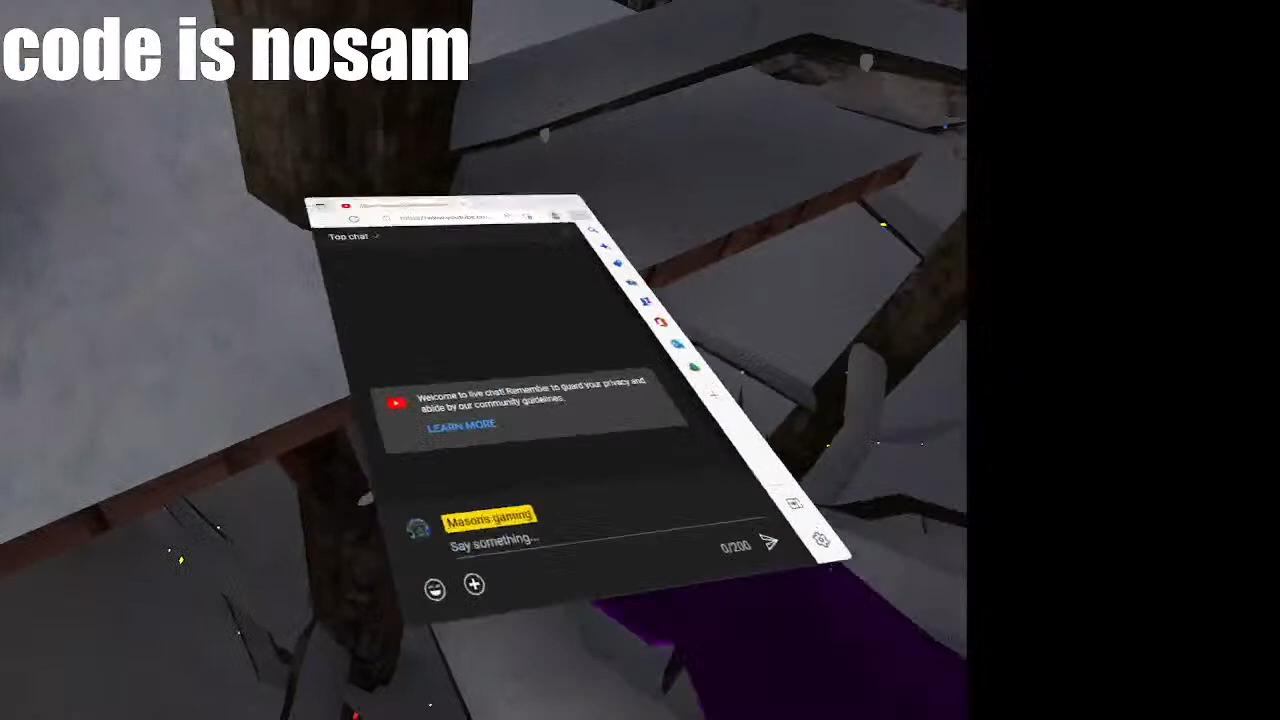 code is nosam
Top chat
Welcome to live chat! Remember to guard your privacy and
abide by our community guidelines.
LEARN MORE
Masons gaming
Say something...
0/200